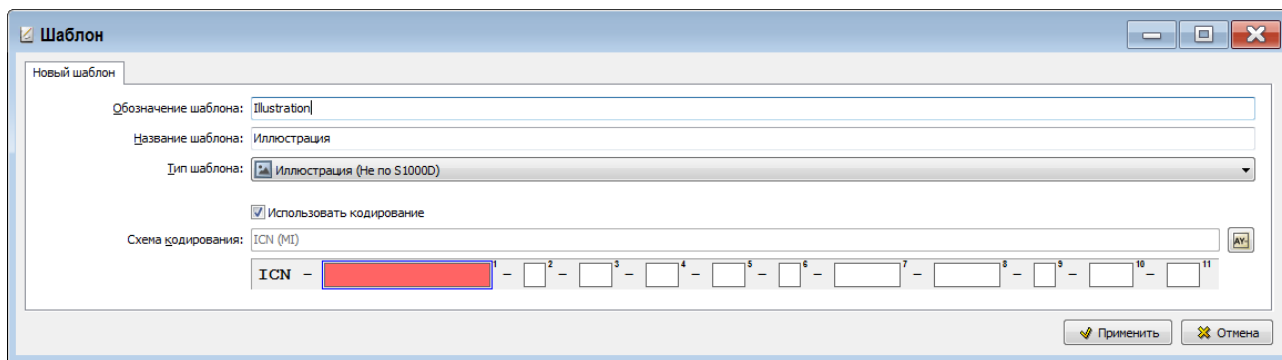 Шаблон
Новый шаблон
Обозначение шаблона: Illustration
Название шаблона: Иллюстрация
Тип шаблона: Иллюстрация (Не по S1000D)
Использовать кодирование
Схема кодирования: ICN (MI) AY-
ICN - 1 - 2 - 3 - 4 - 5 - 6 - 7 - 8 - 9 - 10 - 11
Применить Отмена